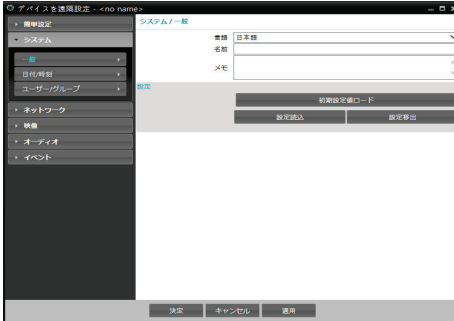 デバイスを遠隔設定 - <no name>
簡単設定
システム
一般
日付/時刻
ユーザー/グループ
ネットワーク
映像
オーディオ
イベント
システム / 一般
言語 日本語
名前
メモ
設定
初期設定値ロード
設定読込 設定移出
決定 キャンセル 適用